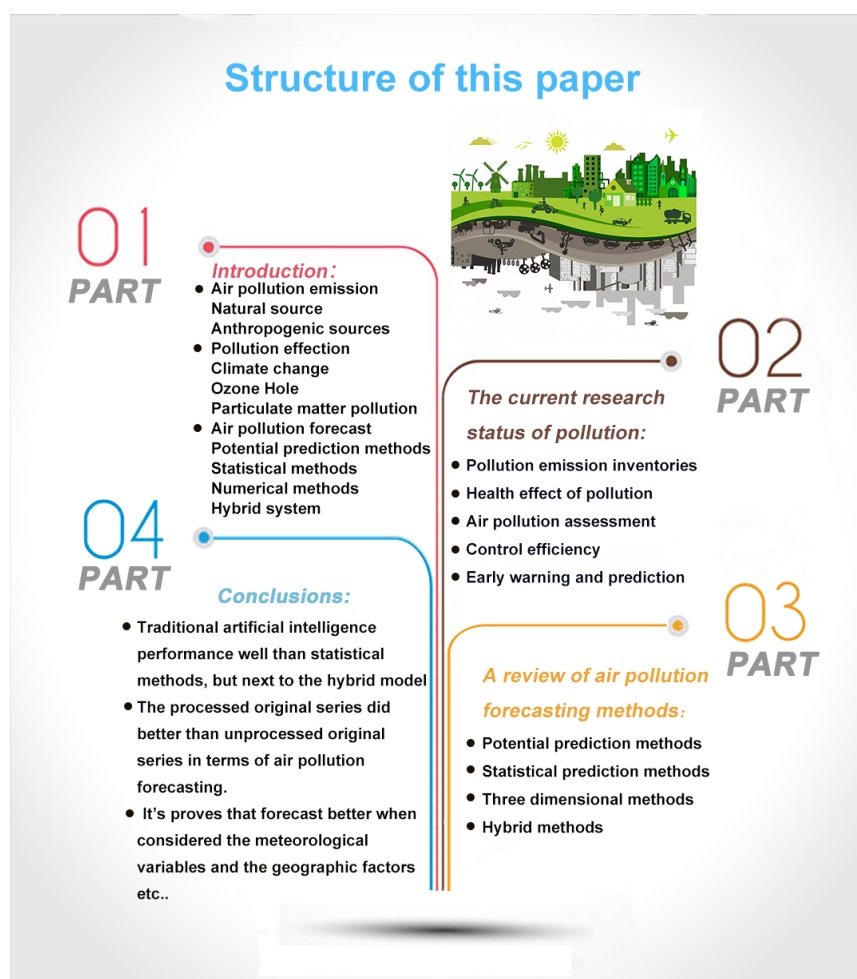 Structure of this paper
01
PART
Introduction:
● Air pollution emission
Natural source
Anthropogenic sources
● Pollution effection
Climate change
Ozone Hole
Particulate matter pollution
● Air pollution forecast
Potential prediction methods
Statistical methods
Numerical methods
Hybrid system
02
PART
The current research
status of pollution:
● Pollution emission inventories
● Health effect of pollution
● Air pollution assessment
● Control efficiency
● Early warning and prediction
03
PART
A review of air pollution
forecasting methods:
● Potential prediction methods
● Statistical prediction methods
● Three dimensional methods
● Hybrid methods
04
PART
Conclusions:
● Traditional artificial intelligence
performance well than statistical
methods, but next to the hybrid model
● The processed original series did
better than unprocessed original
series in terms of air pollution
forecasting.
● It's proves that forecast better when
considered the meteorological
variables and the geographic factors
etc..